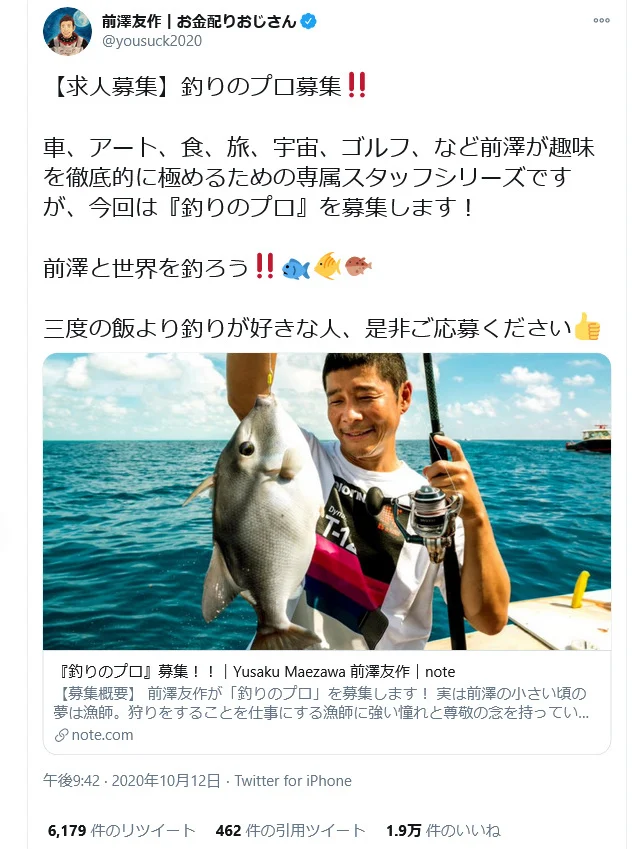 前澤友作 | お金配りおじさん
@yousuck2020
【求人募集】釣りのプロ募集‼️
車、アート、食、旅、宇宙、ゴルフ、など前澤が趣味
を徹底的に極めるための専属スタッフシリーズです
が、今回は『釣りのプロ』を募集します！
前澤と世界を釣ろう‼️🐟🐠🐡
三度の飯より釣りが好きな人、是非ご応募ください👍
『釣りのプロ』募集！！｜Yusaku Maezawa 前澤友作｜note
【募集概要】 前澤友作が「釣りのプロ」を募集します！ 実は前澤の小さい頃の
夢は漁師。狩りをすることを仕事にする漁師に強い憧れと尊敬の念を持ってい...
note.com
午後9:42 · 2020年10月12日 · Twitter for iPhone
6,179 件のリツイート 462 件の引用ツイート 1.9万 件のいいね